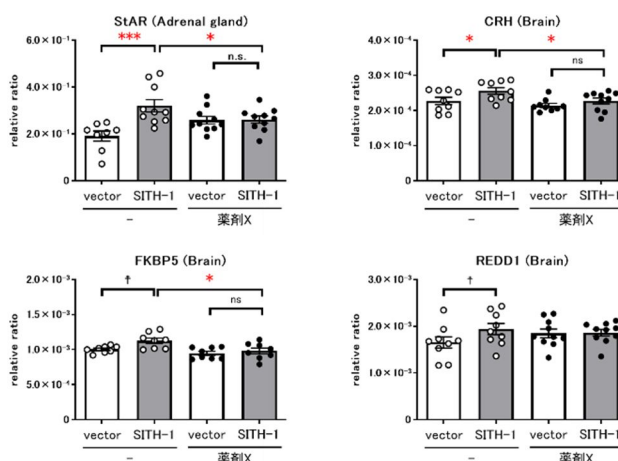 StAR (Adrenal gland)
6.0×10⁻¹
4.0×10⁻¹
2.0×10⁻¹
0
relative ratio
***
*
n.s.
vector SITH-1 vector SITH-1
- 薬剤X
CRH (Brain)
4.0×10⁻⁴
3.0×10⁻⁴
2.0×10⁻⁴
1.0×10⁻⁴
0
relative ratio
*
*
ns
vector SITH-1 vector SITH-1
- 薬剤X
FKBP5 (Brain)
2.0×10⁻³
1.5×10⁻³
1.0×10⁻³
5.0×10⁻⁴
0
relative ratio
†
*
ns
vector SITH-1 vector SITH-1
- 薬剤X
REDD1 (Brain)
3.0×10⁻³
2.0×10⁻³
1.0×10⁻³
0
relative ratio
†
vector SITH-1 vector SITH-1
- 薬剤X